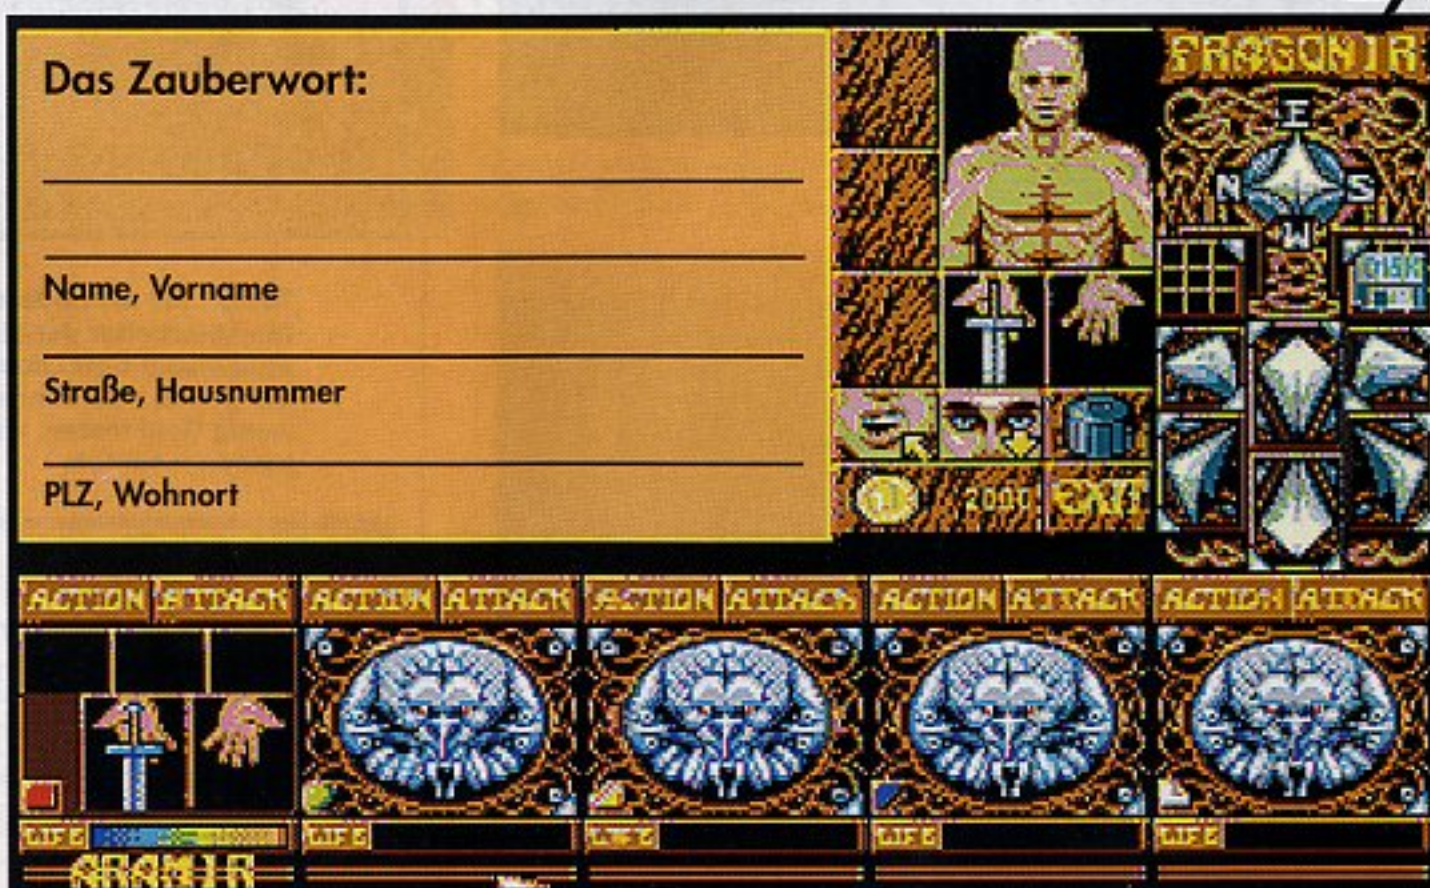 Das Zauberwort:
Name, Vorname
Straße, Hausnummer
PLZ, Wohnort
FRAGONIR
E
N S
W
DISK
2000 EXIT
ACTION ATTACK ACTION ATTACK ACTION ATTACK ACTION ATTACK ACTION ATTACK
LIFE LIFE LIFE LIFE LIFE
ARAMIR